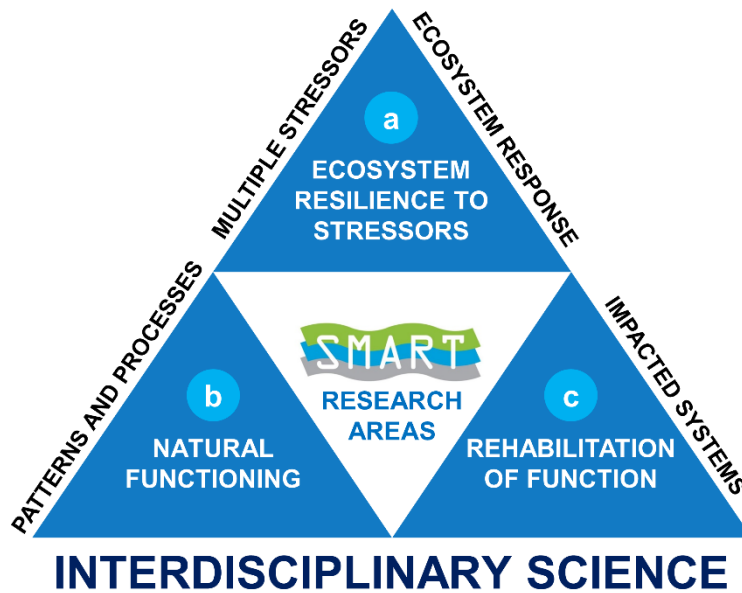 MULTIPLE STRESSORS
ECOSYSTEM RESPONSE
a
ECOSYSTEM
RESILIENCE TO
STRESSORS
PATTERNS AND PROCESSES
IMPACTED SYSTEMS
SMART
RESEARCH
AREAS
b
NATURAL
FUNCTIONING
c
REHABILITATION
OF FUNCTION
INTERDISCIPLINARY SCIENCE